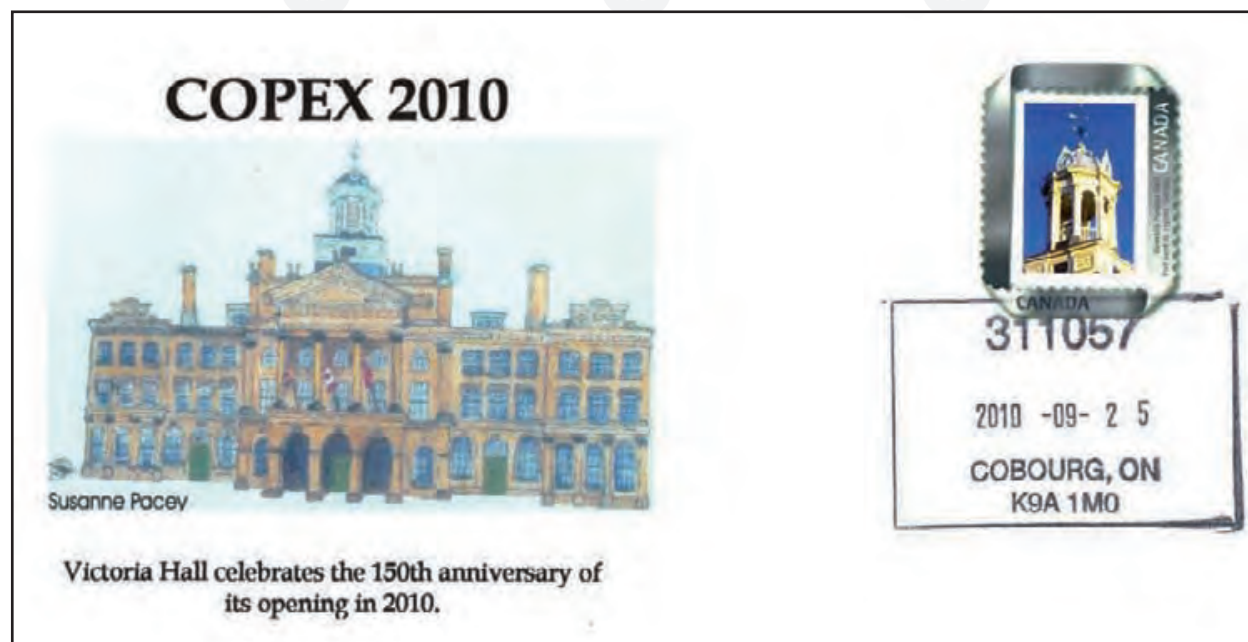 COPEX 2010
Susanne Pacey
Victoria Hall celebrates the 150th anniversary of
its opening in 2010.
CANADA
CANADA
311057
2010 -09- 2 5
COBOURG, ON
K9A 1M0